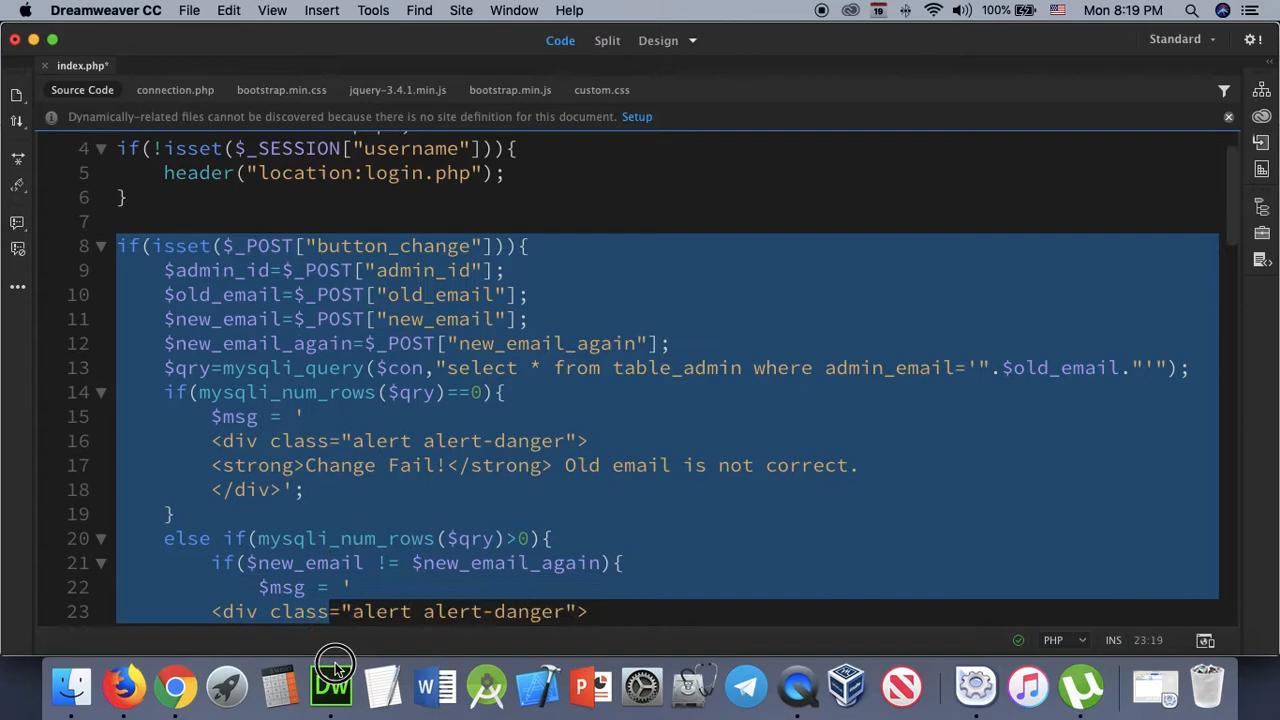 Dreamweaver CC File Edit View Insert Tools Find Site Window Help 19 100% Mon 8:19 PM
Code Split Design Standard
index.php*
Source Code connection.php bootstrap.min.css jquery-3.4.1.min.js bootstrap.min.js custom.css
Dynamically-related files cannot be discovered because there is no site definition for this document. Setup
4 if(!isset($_SESSION["username"])){
5 header("location:login.php");
6 }
7
8 if(isset($_POST["button_change"])){
9 $admin_id=$_POST["admin_id"];
10 $old_email=$_POST["old_email"];
11 $new_email=$_POST["new_email"];
12 $new_email_again=$_POST["new_email_again"];
13 $qry=mysqli_query($con,"select * from table_admin where admin_email='".$old_email."'");
14 if(mysqli_num_rows($qry)==0){
15 $msg = '
16 <div class="alert alert-danger">
17 <strong>Change Fail!</strong> Old email is not correct.
18 </div>';
19 }
20 else if(mysqli_num_rows($qry)>0){
21 if($new_email != $new_email_again){
22 $msg = '
23 <div class="alert alert-danger">
PHP INS 23:19
Dw W P N